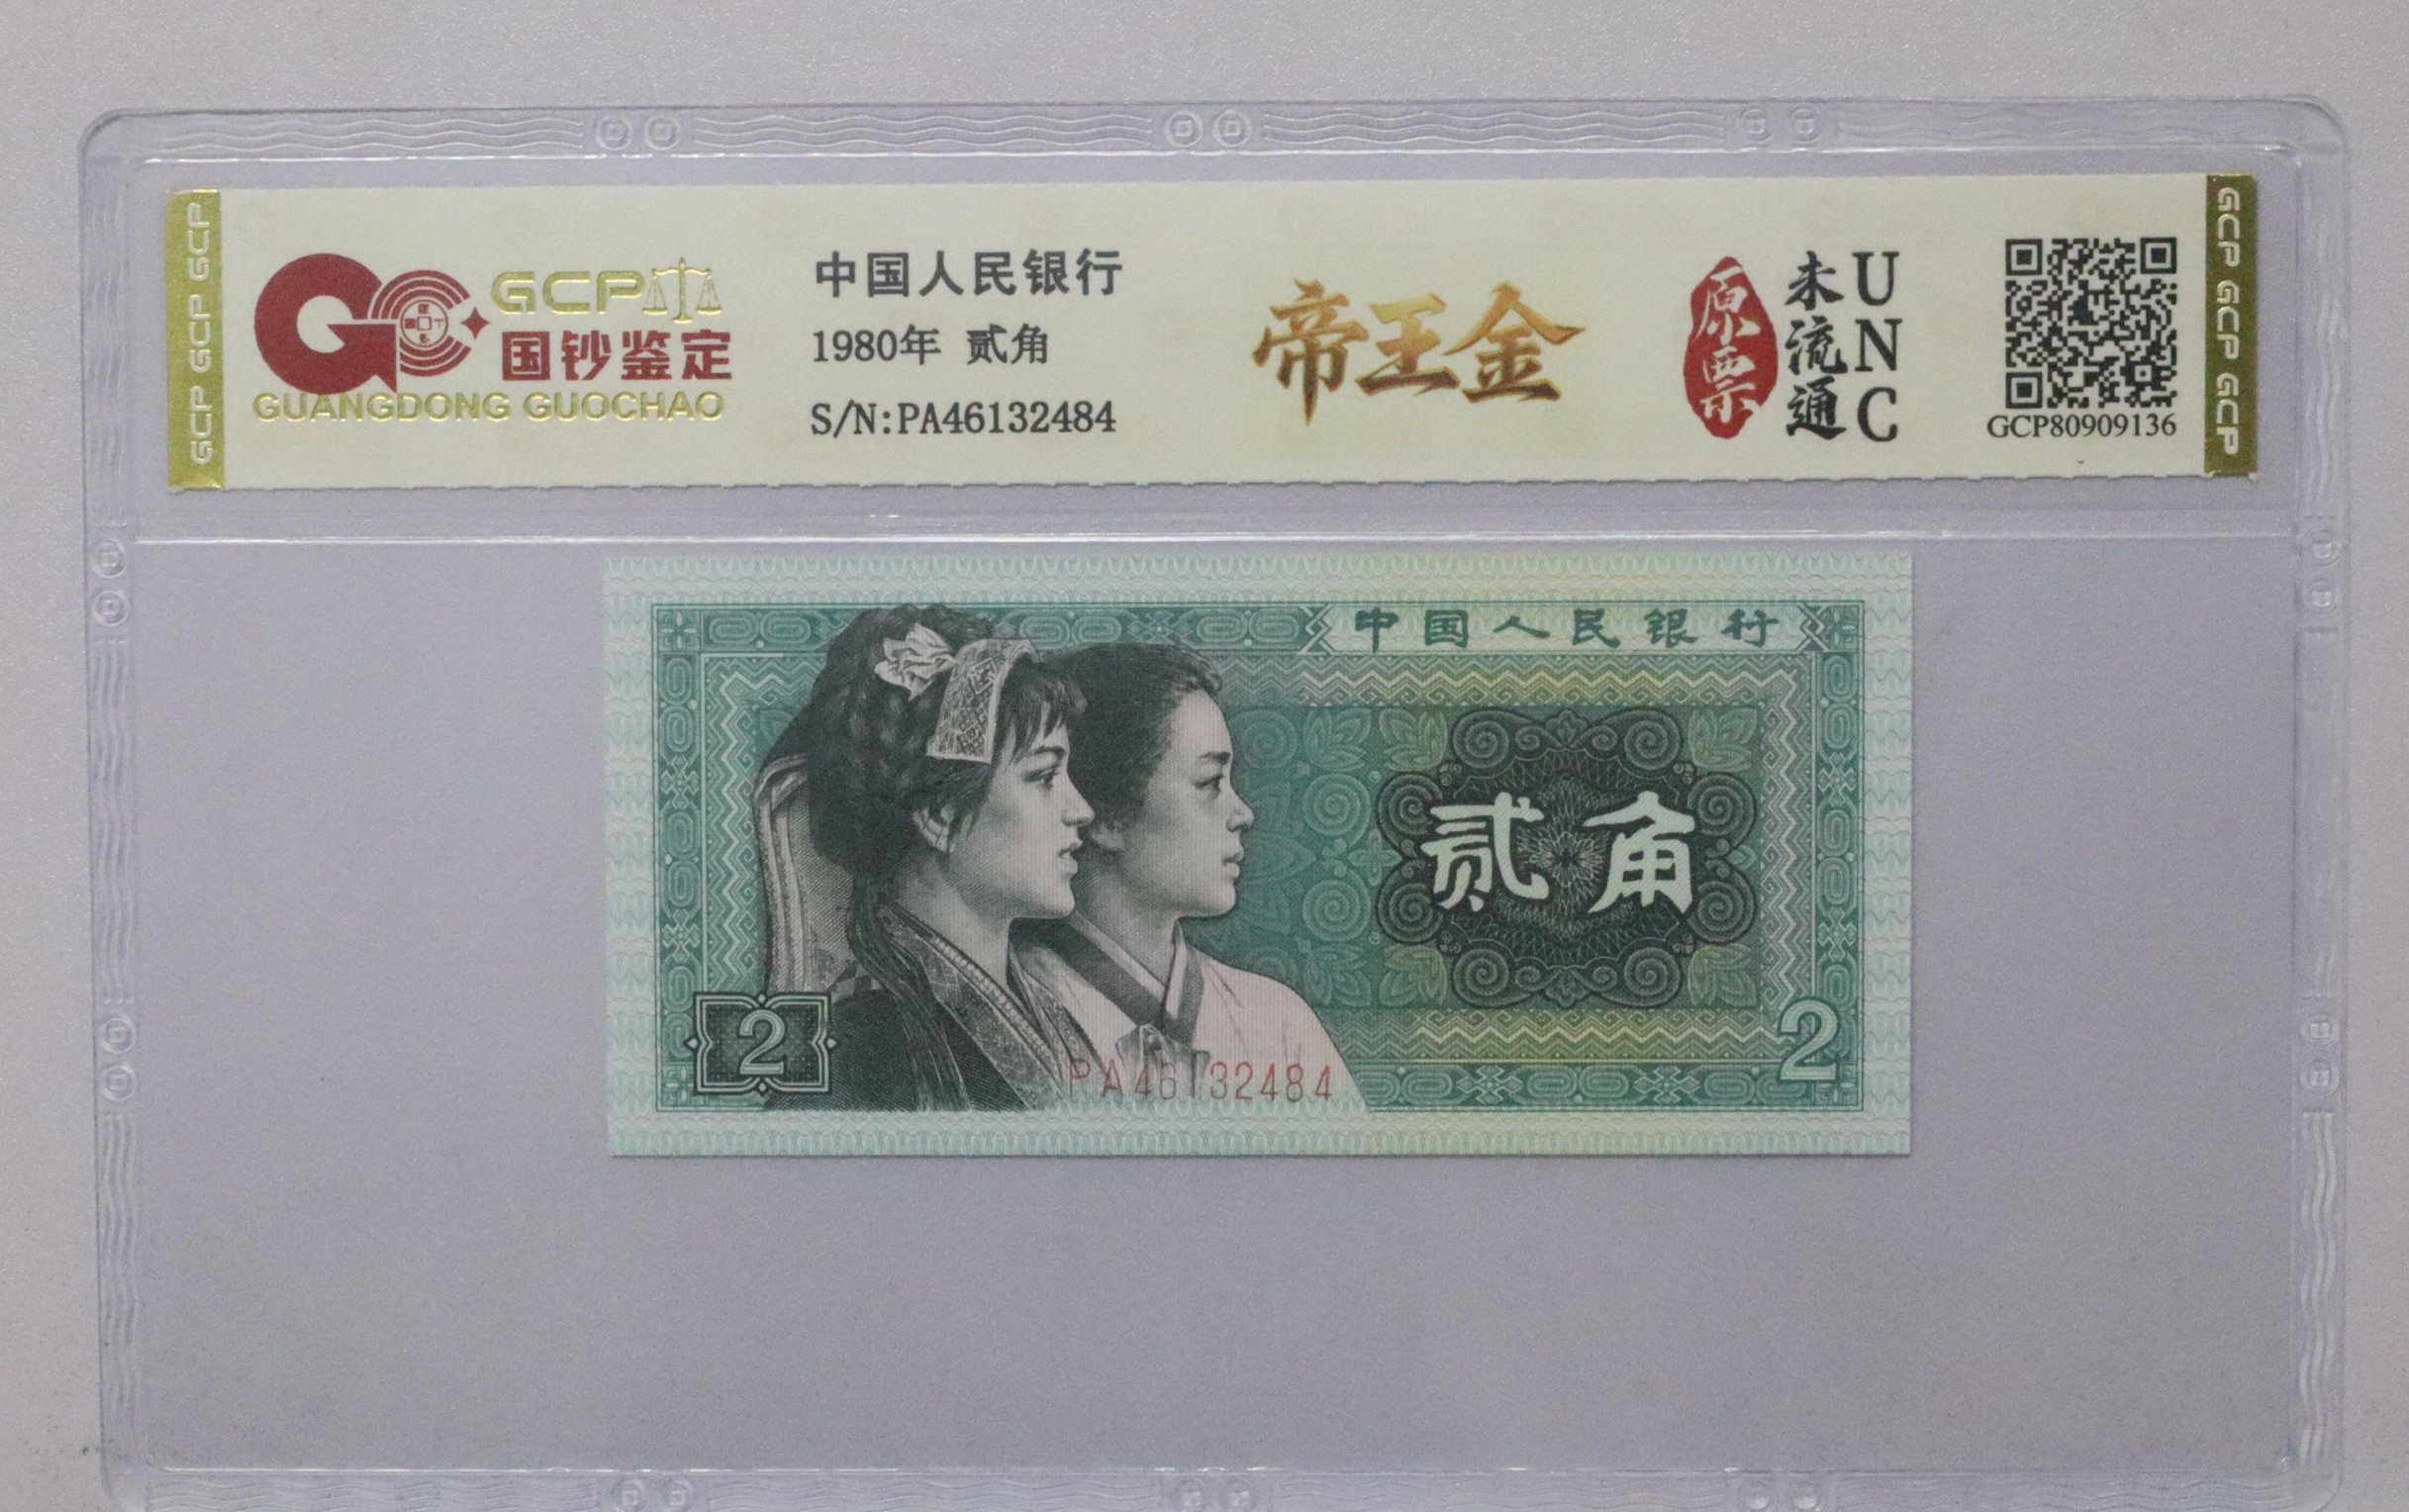 GCP GCP GCP
GCP
国钞鉴定
GUANGDONG GUOCHAO
中国人民银行
1980年 贰角
S/N:PA46132484
帝王金
原票
未流通
UNC
GCP80909136
GCP GCP GCP
中国人民银行
贰角
2
2
PA46132484